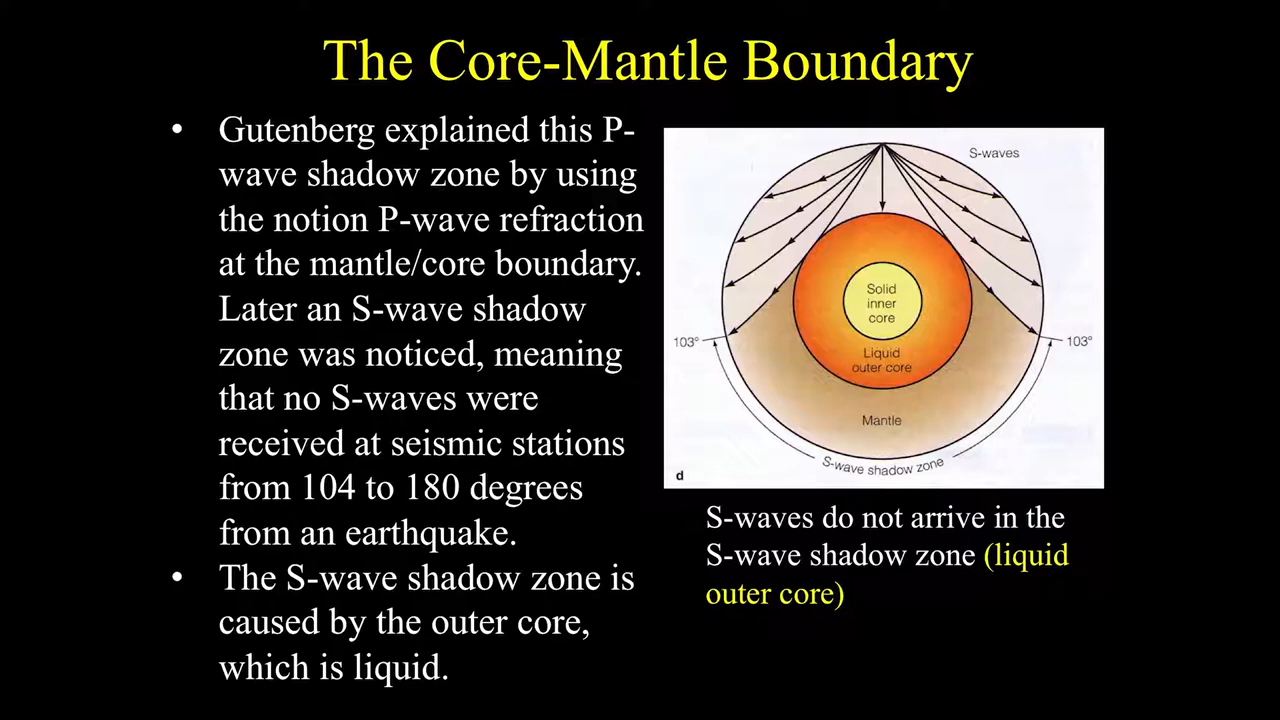 The Core-Mantle Boundary
• Gutenberg explained this P-
wave shadow zone by using
the notion P-wave refraction
at the mantle/core boundary.
Later an S-wave shadow
zone was noticed, meaning
that no S-waves were
received at seismic stations
from 104 to 180 degrees
from an earthquake.
• The S-wave shadow zone is
caused by the outer core,
which is liquid.
S-waves
Solid
inner
core
Liquid
outer core
103°
103°
Mantle
S-wave shadow zone
d
S-waves do not arrive in the
S-wave shadow zone (liquid
outer core)